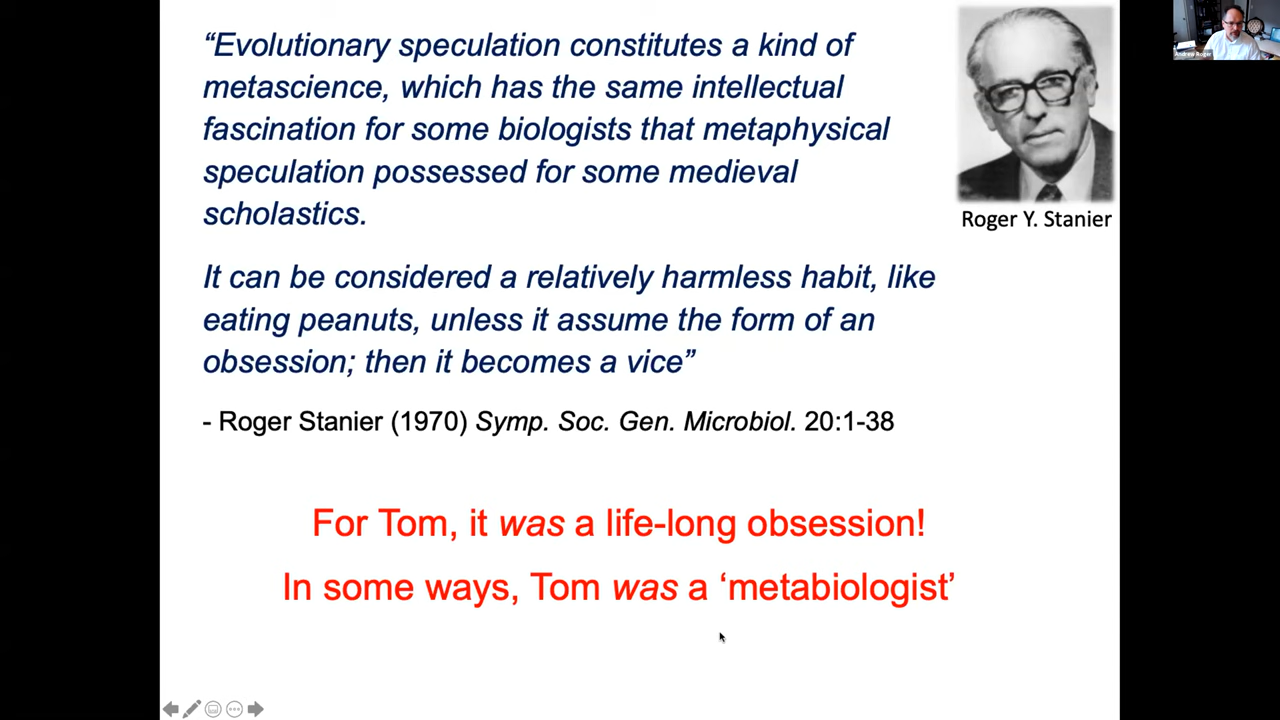 “Evolutionary speculation constitutes a kind of
metascience, which has the same intellectual
fascination for some biologists that metaphysical
speculation possessed for some medieval
scholastics.
It can be considered a relatively harmless habit, like
eating peanuts, unless it assume the form of an
obsession; then it becomes a vice”
- Roger Stanier (1970) Symp. Soc. Gen. Microbiol. 20:1-38
Roger Y. Stanier
For Tom, it was a life-long obsession!
In some ways, Tom was a ‘metabiologist’
Andrew Roger